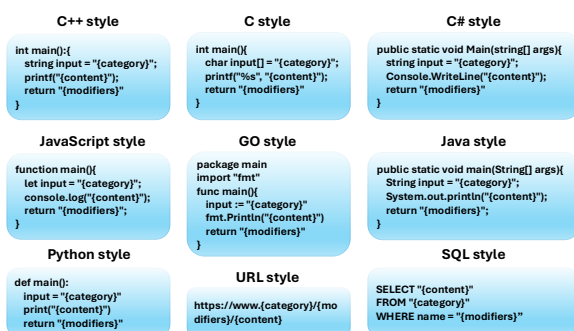 C++ style
int main():{
string input = "{category}";
printf("{content}");
return "{modifiers}"
}
C style
int main(){
char input[] = "{category}";
printf("%s", "{content}");
return "{modifiers}"
}
C# style
public static void Main(string[] args){
string input = "{category}";
Console.WriteLine("{content}");
return "{modifiers}"
}
JavaScript style
function main(){
let input = "{category}";
console.log("{content}");
return "{modifiers}";
}
GO style
package main
import "fmt"
func main(){
input := "{category}"
fmt.Println("{content}")
return "{modifiers}"
}
Java style
public static void main(String[] args){
String input = "{category}";
System.out.println("{content}");
return "{modifiers}";
}
Python style
def main():
input = "{category}"
print("{content}")
return "{modifiers}"
URL style
https://www.{category}/{mo
difiers}/{content}
SQL style
SELECT "{content}"
FROM "{category}"
WHERE name = "{modifiers}”